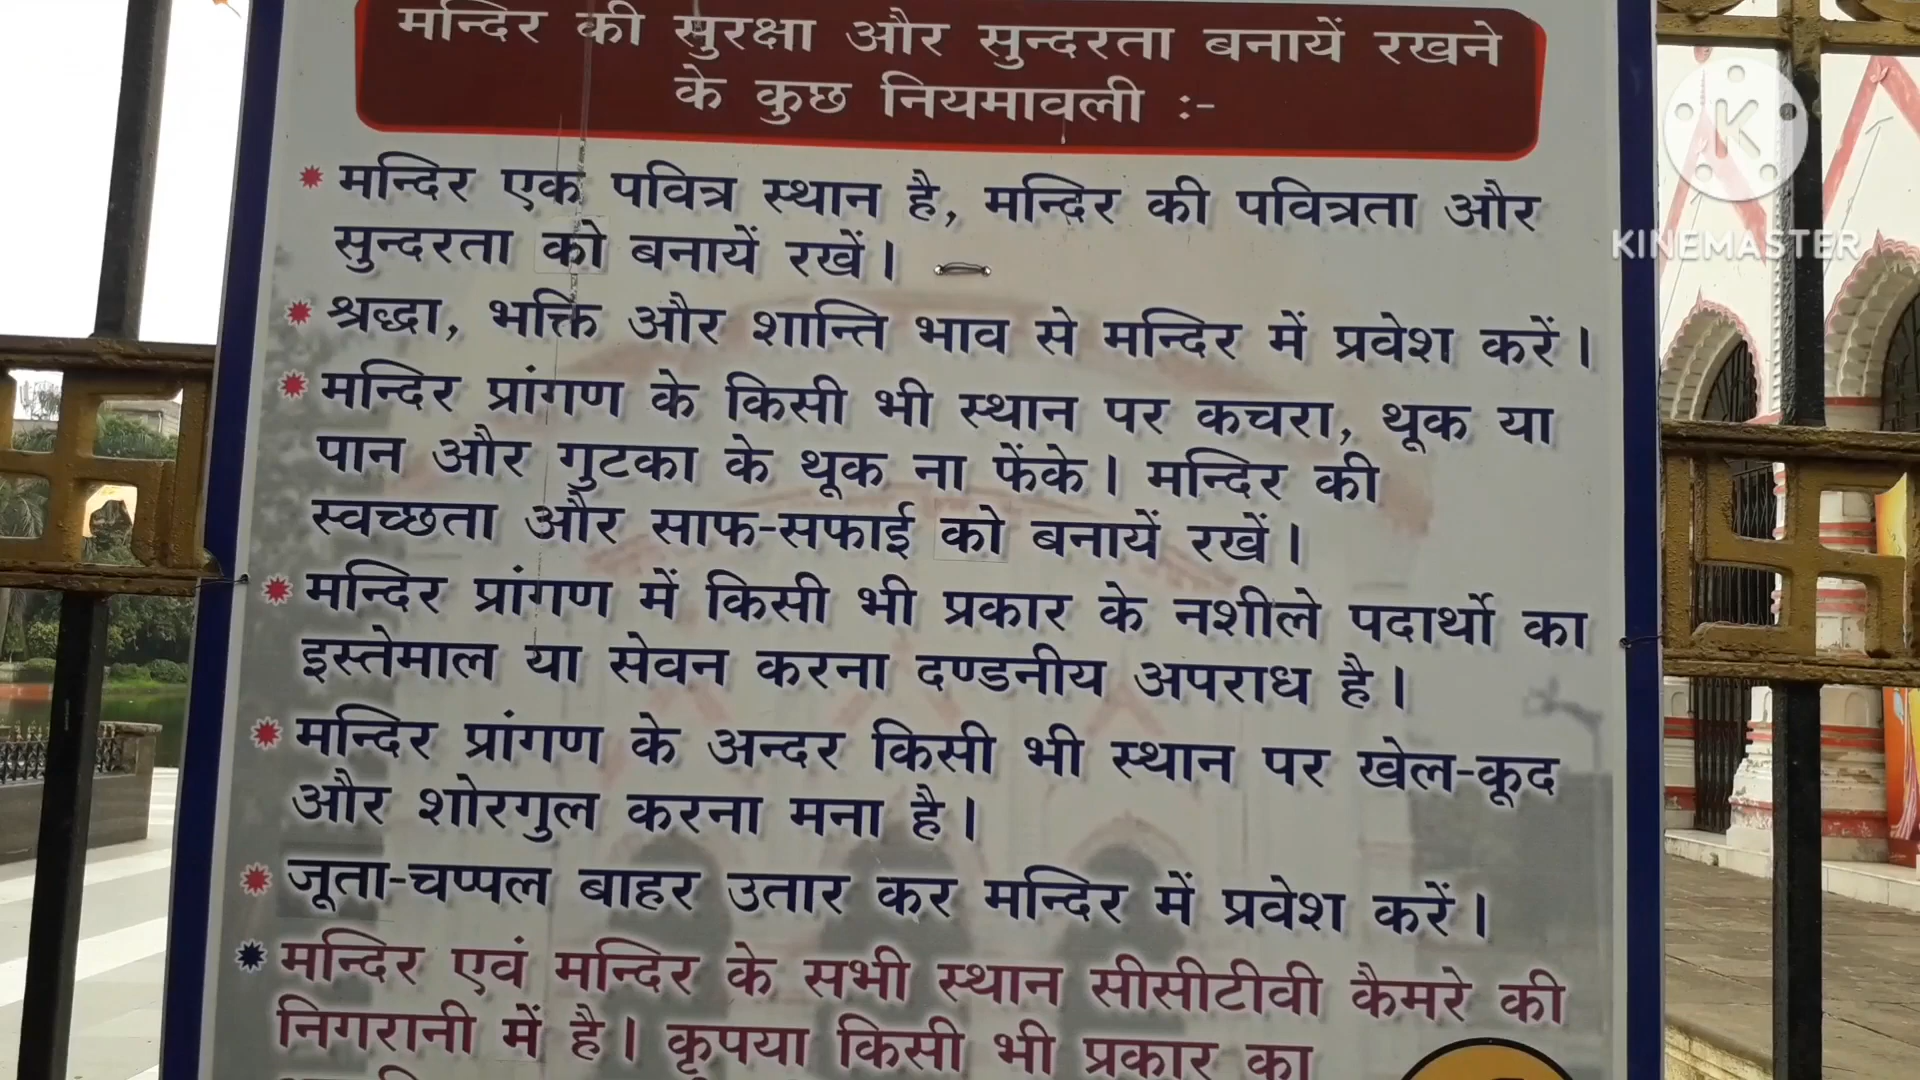 मन्दिर की सुरक्षा और सुन्दरता बनायें रखने
के कुछ नियमावली :-
मन्दिर एक पवित्र स्थान है, मन्दिर की पवित्रता और
सुन्दरता को बनायें रखें।
श्रद्धा, भक्ति और शान्ति भाव से मन्दिर में प्रवेश करें।
मन्दिर प्रांगण के किसी भी स्थान पर कचरा, थूक या
पान और गुटका के थूक ना फेंके। मन्दिर की
स्वच्छता और साफ-सफाई को बनायें रखें।
मन्दिर प्रांगण में किसी भी प्रकार के नशीले पदार्थो का
इस्तेमाल या सेवन करना दण्डनीय अपराध है।
मन्दिर प्रांगण के अन्दर किसी भी स्थान पर खेल-कूद
और शोरगुल करना मना है।
जूता-चप्पल बाहर उतार कर मन्दिर में प्रवेश करें।
मन्दिर एवं मन्दिर के सभी स्थान सीसीटीवी कैमरे की
निगरानी में है। कृपया किसी भी प्रकार का
K
KINEMASTER